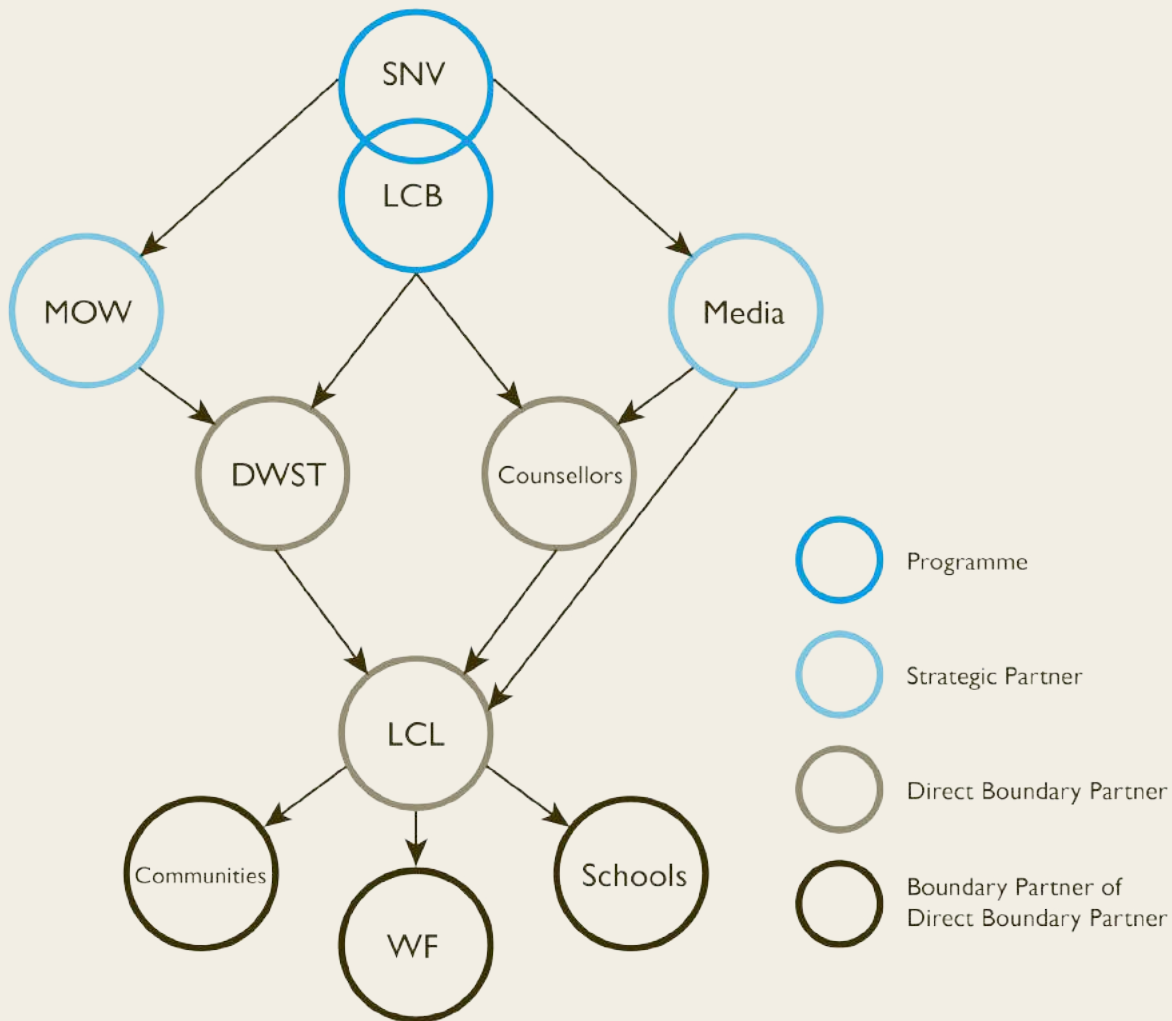 SNV
LCB
MOW
Media
DWST
Counsellors
LCL
Communities
WF
Schools
Programme
Strategic Partner
Direct Boundary Partner
Boundary Partner of
Direct Boundary Partner